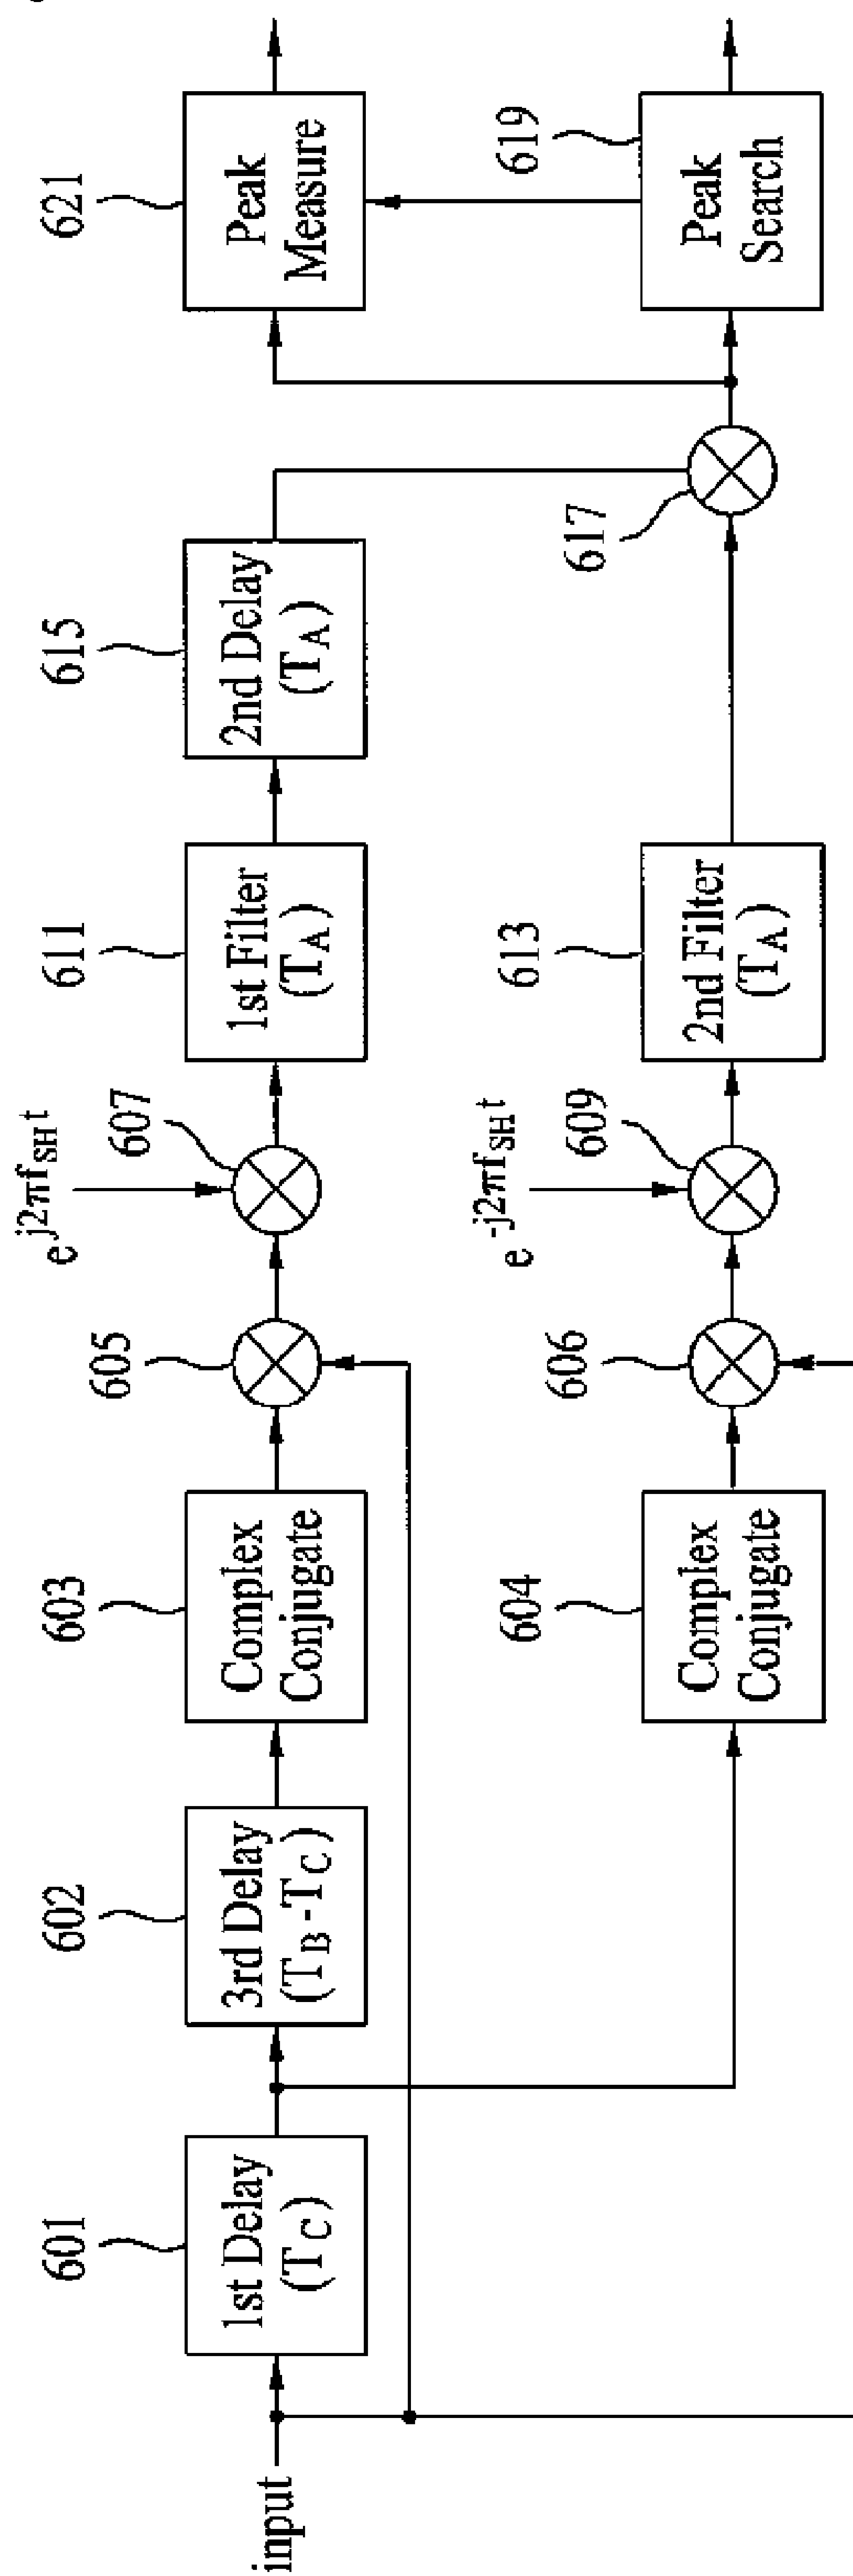 input
601
1st Delay
(TC)
602
3rd Delay
(TB - TC)
603
Complex
Conjugate
605
e^j2πfSHt
607
611
1st Filter
(TA)
615
2nd Delay
(TA)
621
Peak
Measure
604
Complex
Conjugate
606
e^-j2πfSHt
609
613
2nd Filter
(TA)
617
619
Peak
Search